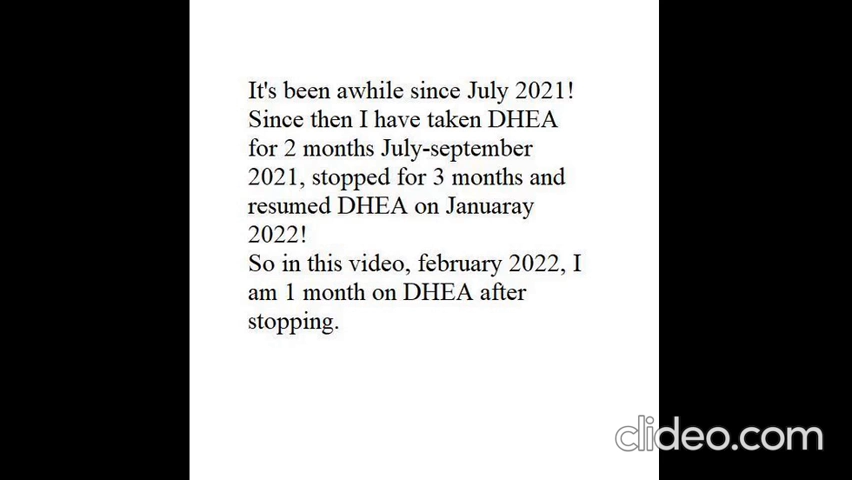 It's been awhile since July 2021!
Since then I have taken DHEA
for 2 months July-september
2021, stopped for 3 months and
resumed DHEA on Januaray
2022!
So in this video, february 2022, I
am 1 month on DHEA after
stopping.
clideo.com